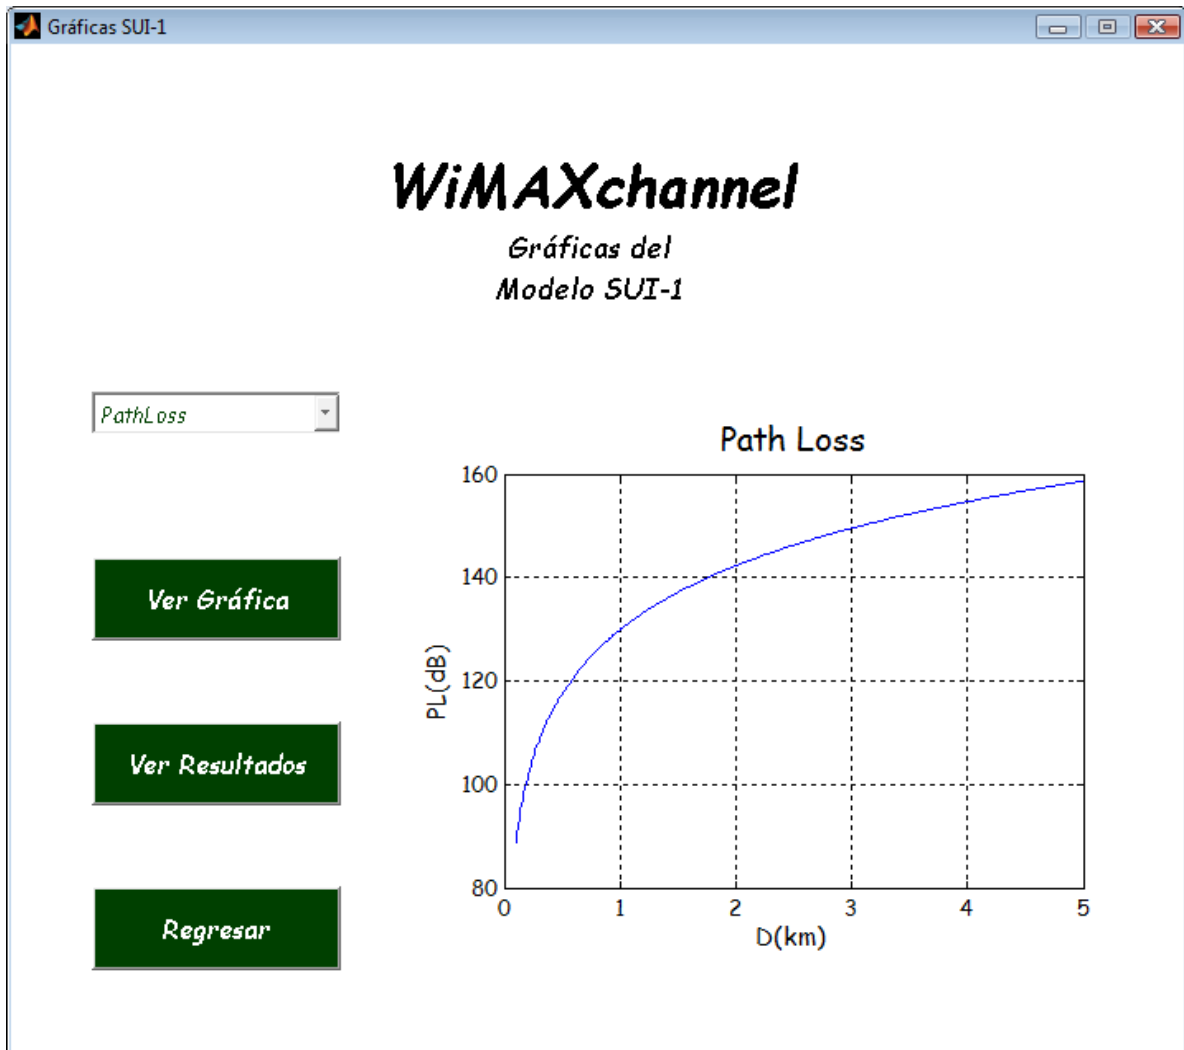 Gráficas SUI-1
WiMAXchannel
Gráficas del
Modelo SUI-1
PathLoss
Ver Gráfica
Ver Resultados
Regresar
Path Loss
160
140
120
100
80
PL(dB)
0 1 2 3 4 5
D(km)